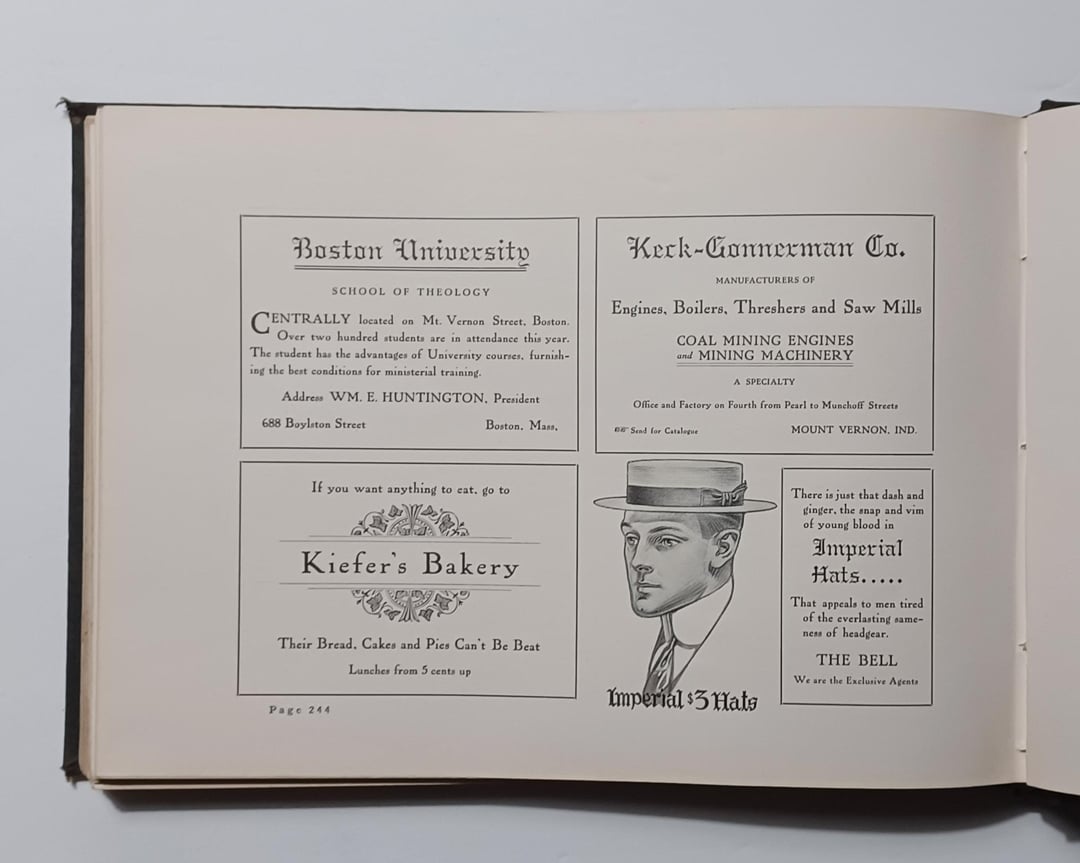 Boston University
SCHOOL OF THEOLOGY
CENTRALLY located on Mt. Vernon Street, Boston.
Over two hundred students are in attendance this year.
The student has the advantages of University courses, furnish-
ing the best conditions for ministerial training.
Address WM. E. HUNTINGTON, President
688 Boylston Street Boston, Mass.
Keck-Gonnerman Co.
MANUFACTURERS OF
Engines, Boilers, Threshers and Saw Mills
COAL MINING ENGINES
and MINING MACHINERY
A SPECIALTY
Office and Factory on Fourth from Pearl to Munchoff Streets
Send for Catalogue MOUNT VERNON, IND.
If you want anything to eat, go to
Kiefer's Bakery
Their Bread, Cakes and Pies Can't Be Beat
Lunches from 5 cents up
Imperial $3 Hats
There is just that dash and
ginger, the snap and vim
of young blood in
Imperial
Hats.....
That appeals to men tired
of the everlasting same-
ness of headgear.
THE BELL
We are the Exclusive Agents
Page 244